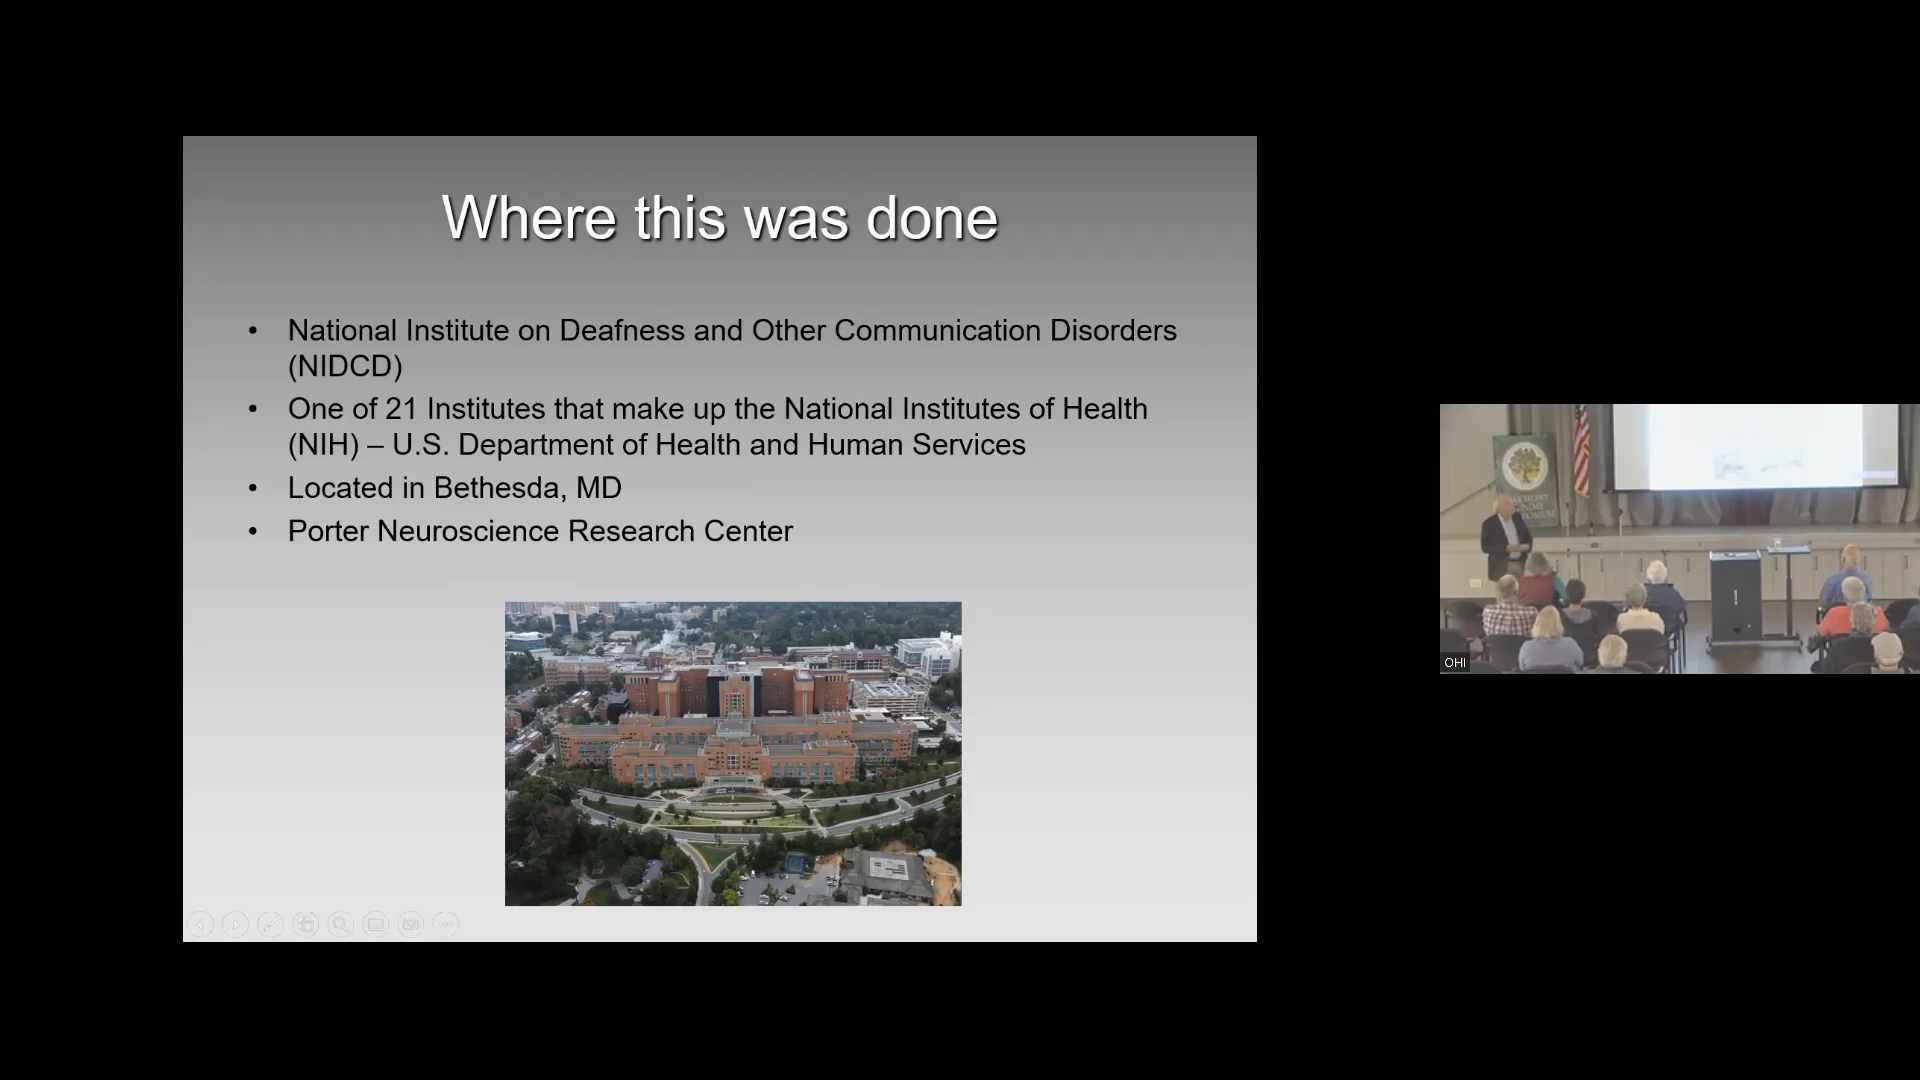 Where this was done
• National Institute on Deafness and Other Communication Disorders
(NIDCD)
• One of 21 Institutes that make up the National Institutes of Health
(NIH) – U.S. Department of Health and Human Services
• Located in Bethesda, MD
• Porter Neuroscience Research Center
OHI